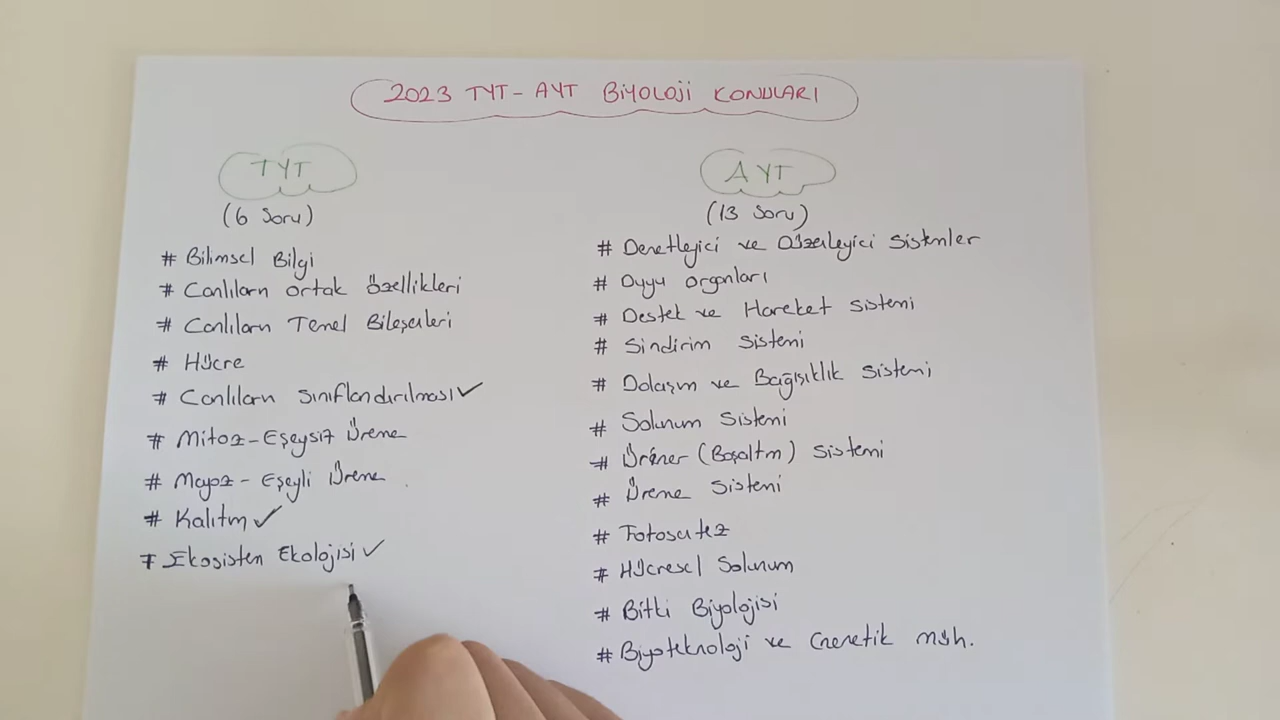 2023 TYT - AYT BiYOLOJi KONULARI
TYT
(6 Soru)
# Bilimsel Bilgi
# Canlıların Ortak Özellikleri
# Canlıların Temel Bileşenleri
# Hücre
# Canlıların Sınıflandırılması ✓
# Mitoz - Eşeysiz Üreme
# Mayoz - Eşeyli Üreme
# Kalıtım ✓
# Ekosistem Ekolojisi ✓
AYT
(13 Soru)
# Denetleyici ve Düzenleyici Sistemler
# Duyu Organları
# Destek ve Hareket Sistemi
# Sindirim Sistemi
# Dolaşım ve Bağışıklık Sistemi
# Solunum Sistemi
# Üriner (Boşaltım) Sistemi
# Üreme Sistemi
# Fotosentez
# Hücresel Solunum
# Bitki Biyolojisi
# Biyoteknoloji ve Genetik müh.